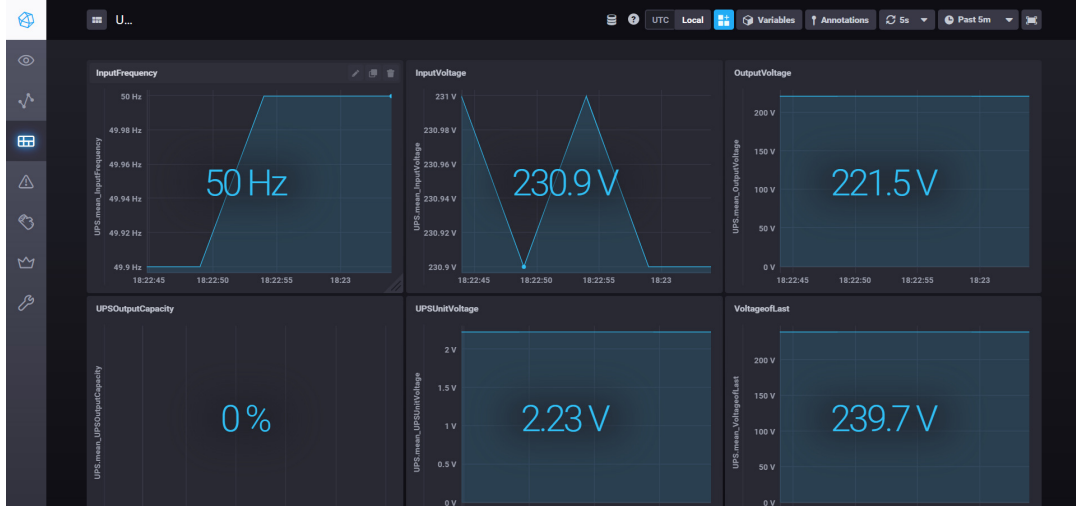 U...
UTC Local Variables Annotations 5s Past 5m
InputFrequency
50 Hz
49.98 Hz
49.96 Hz
49.94 Hz
49.92 Hz
49.9 Hz
UPS.mean_InputFrequency
50 Hz
18:22:45 18:22:50 18:22:55 18:23
InputVoltage
231 V
230.98 V
230.96 V
230.94 V
230.92 V
230.9 V
UPS.mean_InputVoltage
230.9 V
18:22:45 18:22:50 18:22:55 18:23
OutputVoltage
200 V
150 V
100 V
50 V
0 V
UPS.mean_OutputVoltage
221.5 V
18:22:45 18:22:50 18:22:55 18:23
UPSOutputCapacity
UPS.mean_UPSOutputCapacity
0 %
UPSUnitVoltage
2 V
1.5 V
1 V
0.5 V
0 V
UPS.mean_UPSUnitVoltage
2.23 V
VoltageofLast
200 V
150 V
100 V
50 V
0 V
UPS.mean_VoltageofLast
239.7 V